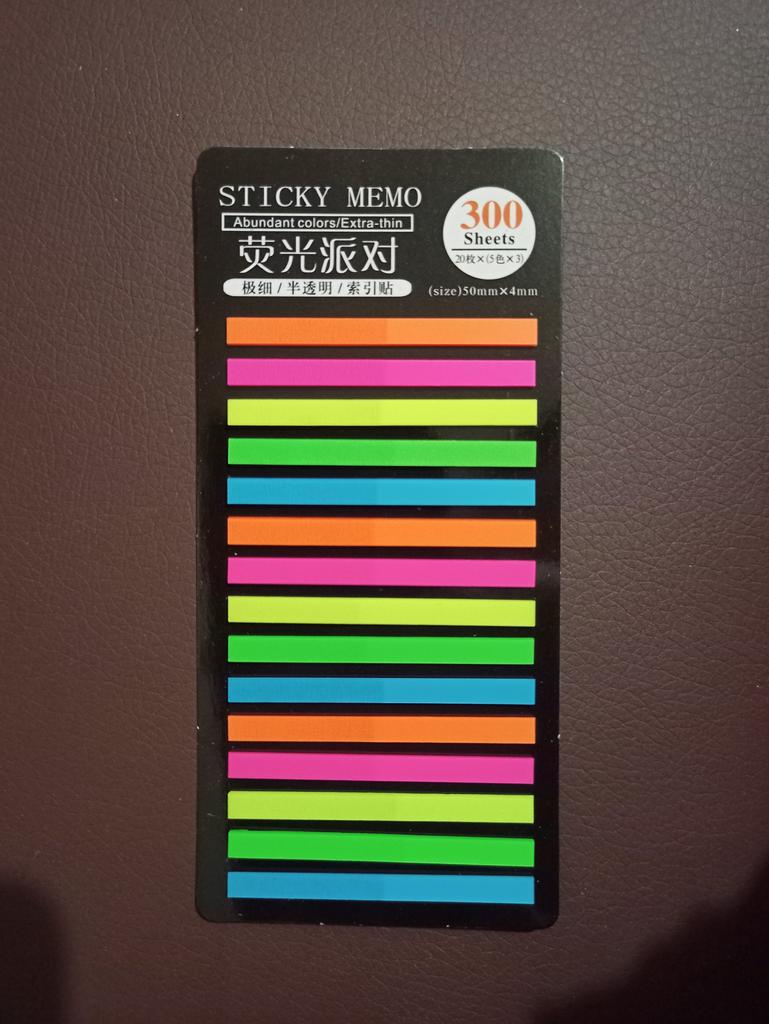 STICKY MEMO
Abundant colors/Extra-thin
荧光派对
极细 / 半透明 / 索引贴
300
Sheets
20枚×(5色×3)
(size)50mm×4mm